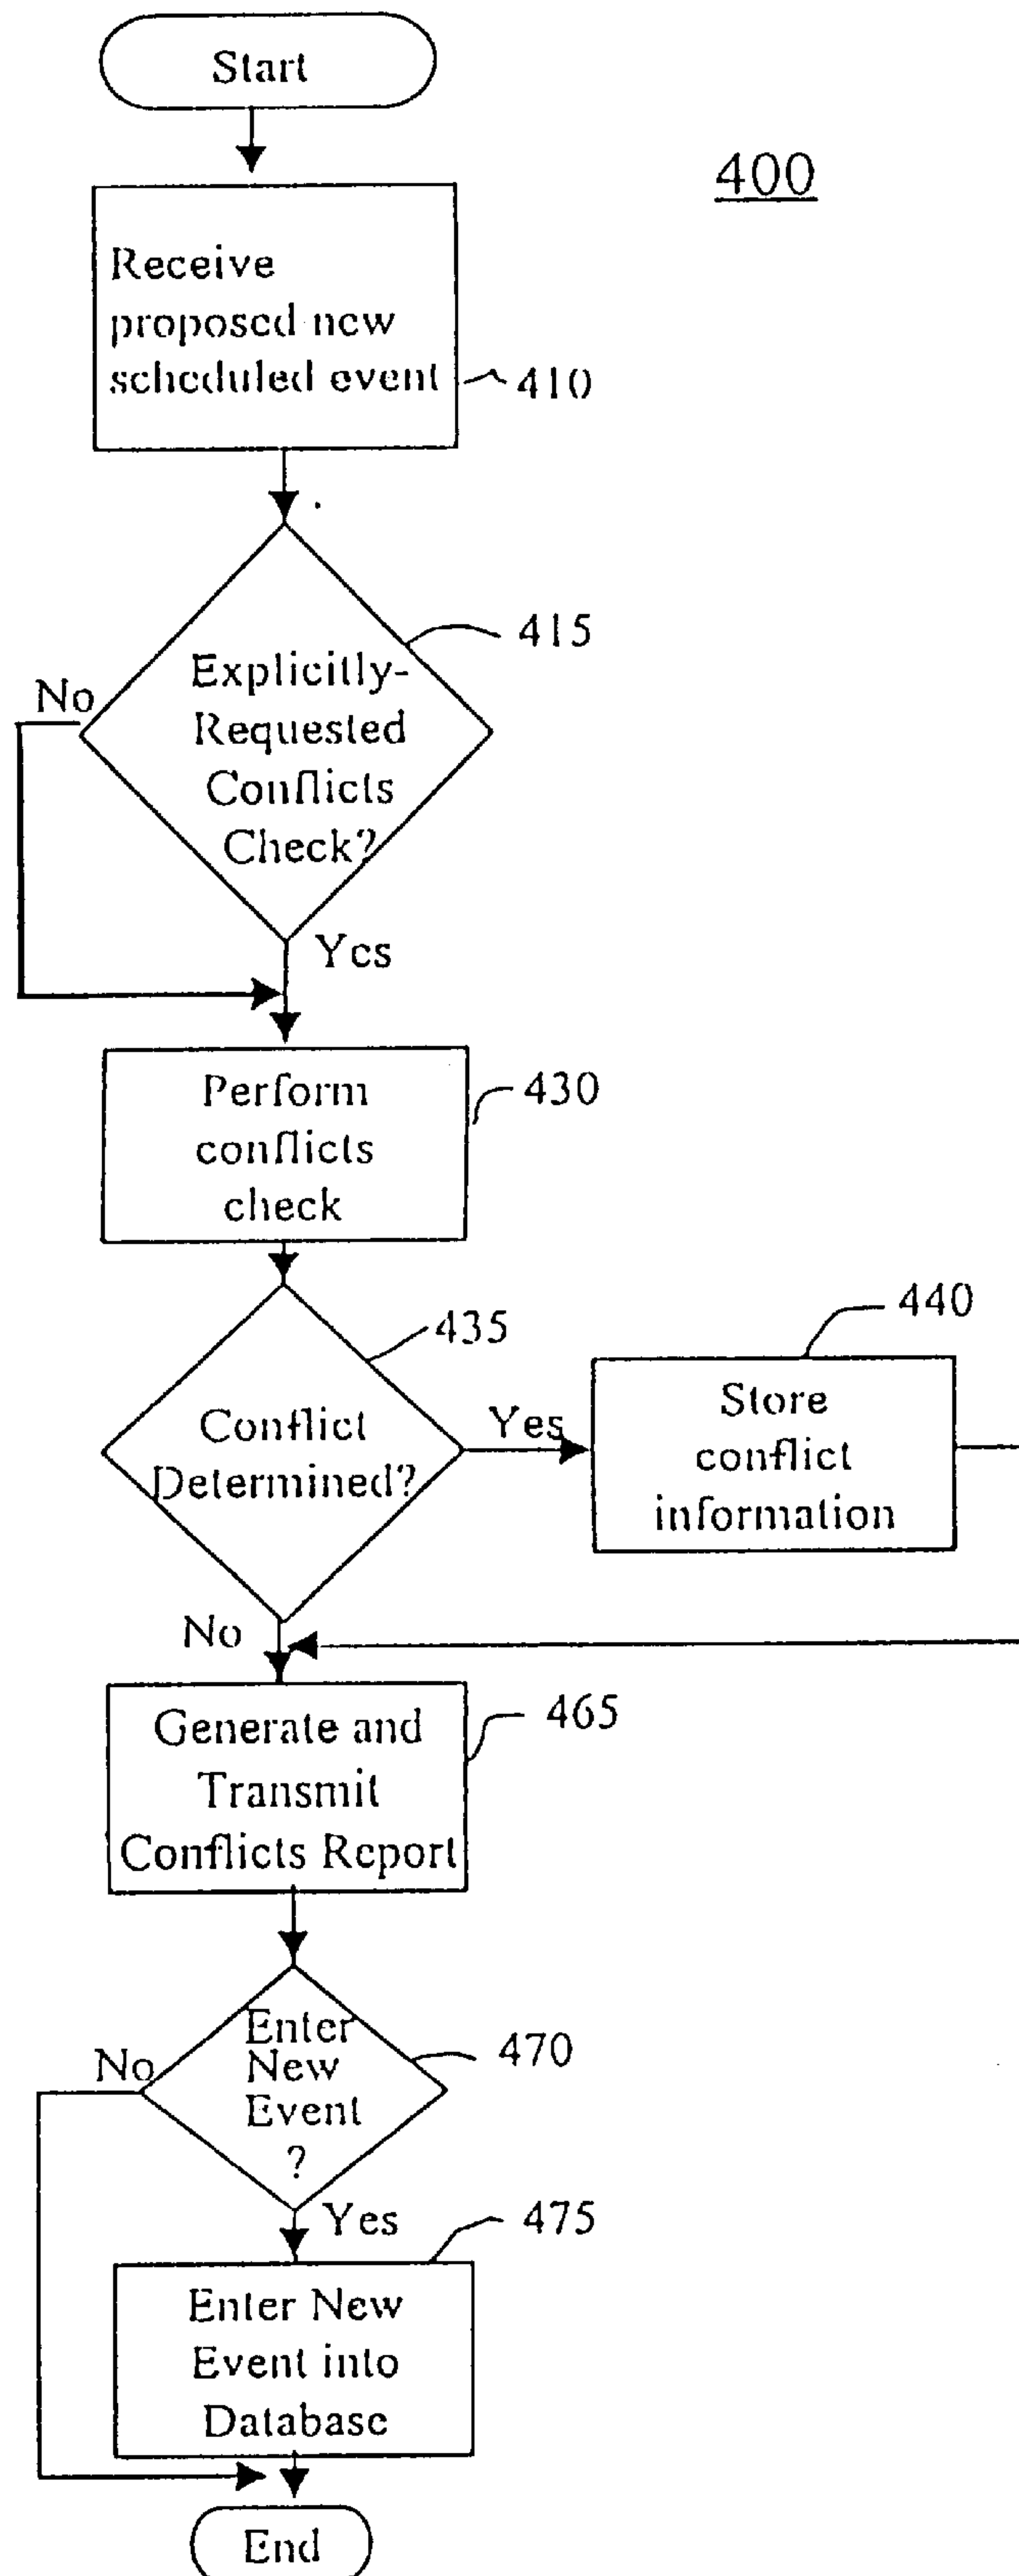 Start
400
Receive
proposed new
scheduled event
410
415
Explicitly-
Requested
Conflicts
Check?
No
Yes
Perform
conflicts
check
430
435
Conflict
Determined?
Yes
440
Store
conflict
information
No
Generate and
Transmit
Conflicts Report
465
Enter
New
Event
?
470
No
Yes
475
Enter New
Event into
Database
End